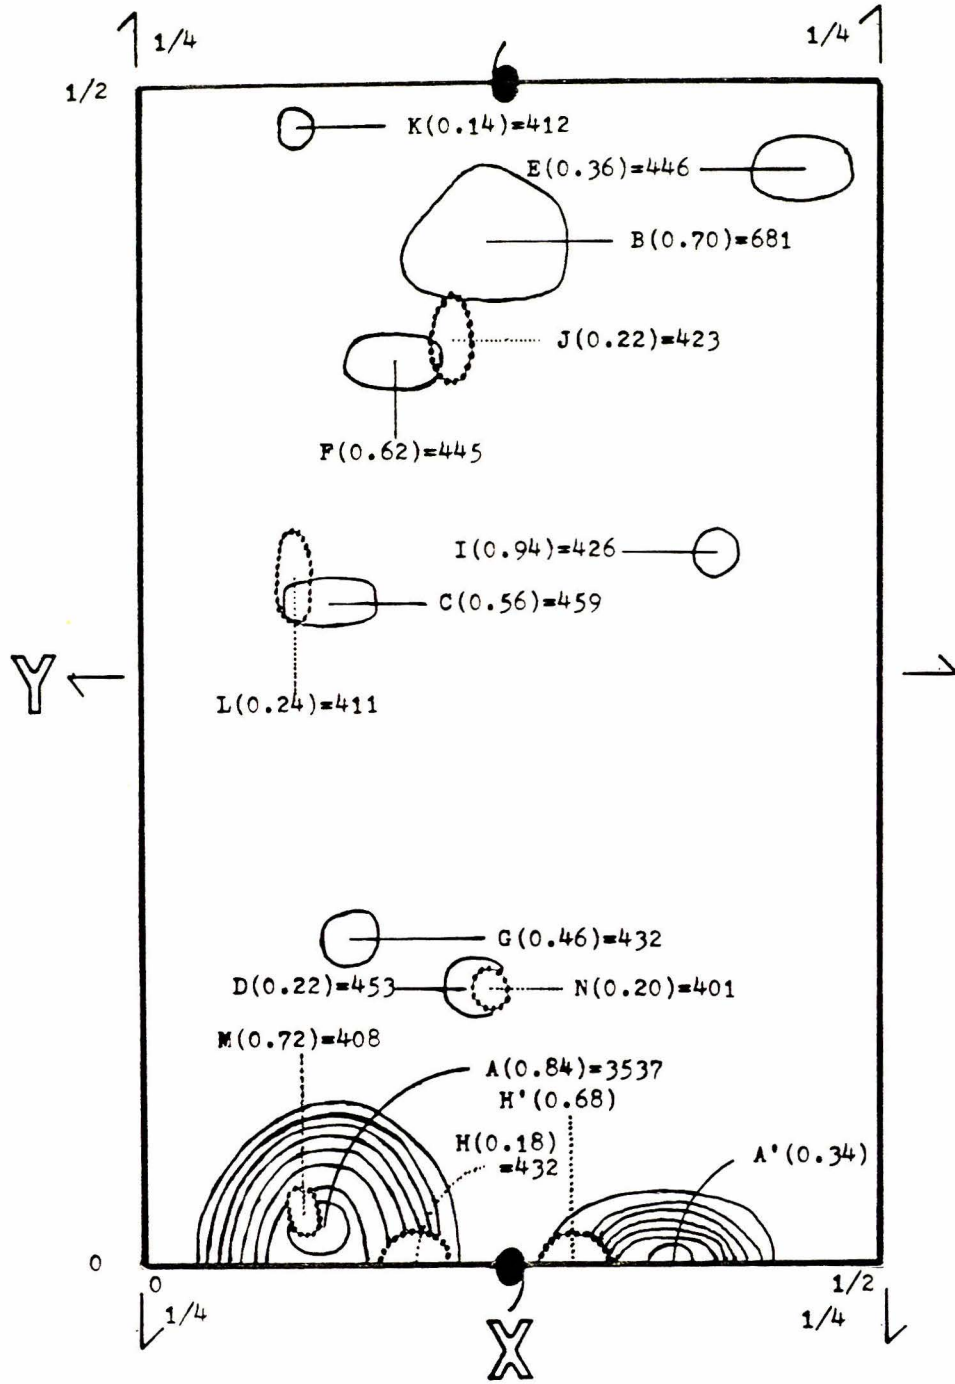 1/4
1/4
1/2
K(0.14)=412
E(0.36)=446
B(0.70)=681
J(0.22)=423
F(0.62)=445
I(0.94)=426
C(0.56)=459
Y
L(0.24)=411
G(0.46)=432
D(0.22)=453
N(0.20)=401
M(0.72)=408
A(0.84)=3537
H'(0.68)
H(0.18)
=432
A'(0.34)
0
0
1/2
1/4
1/4
X